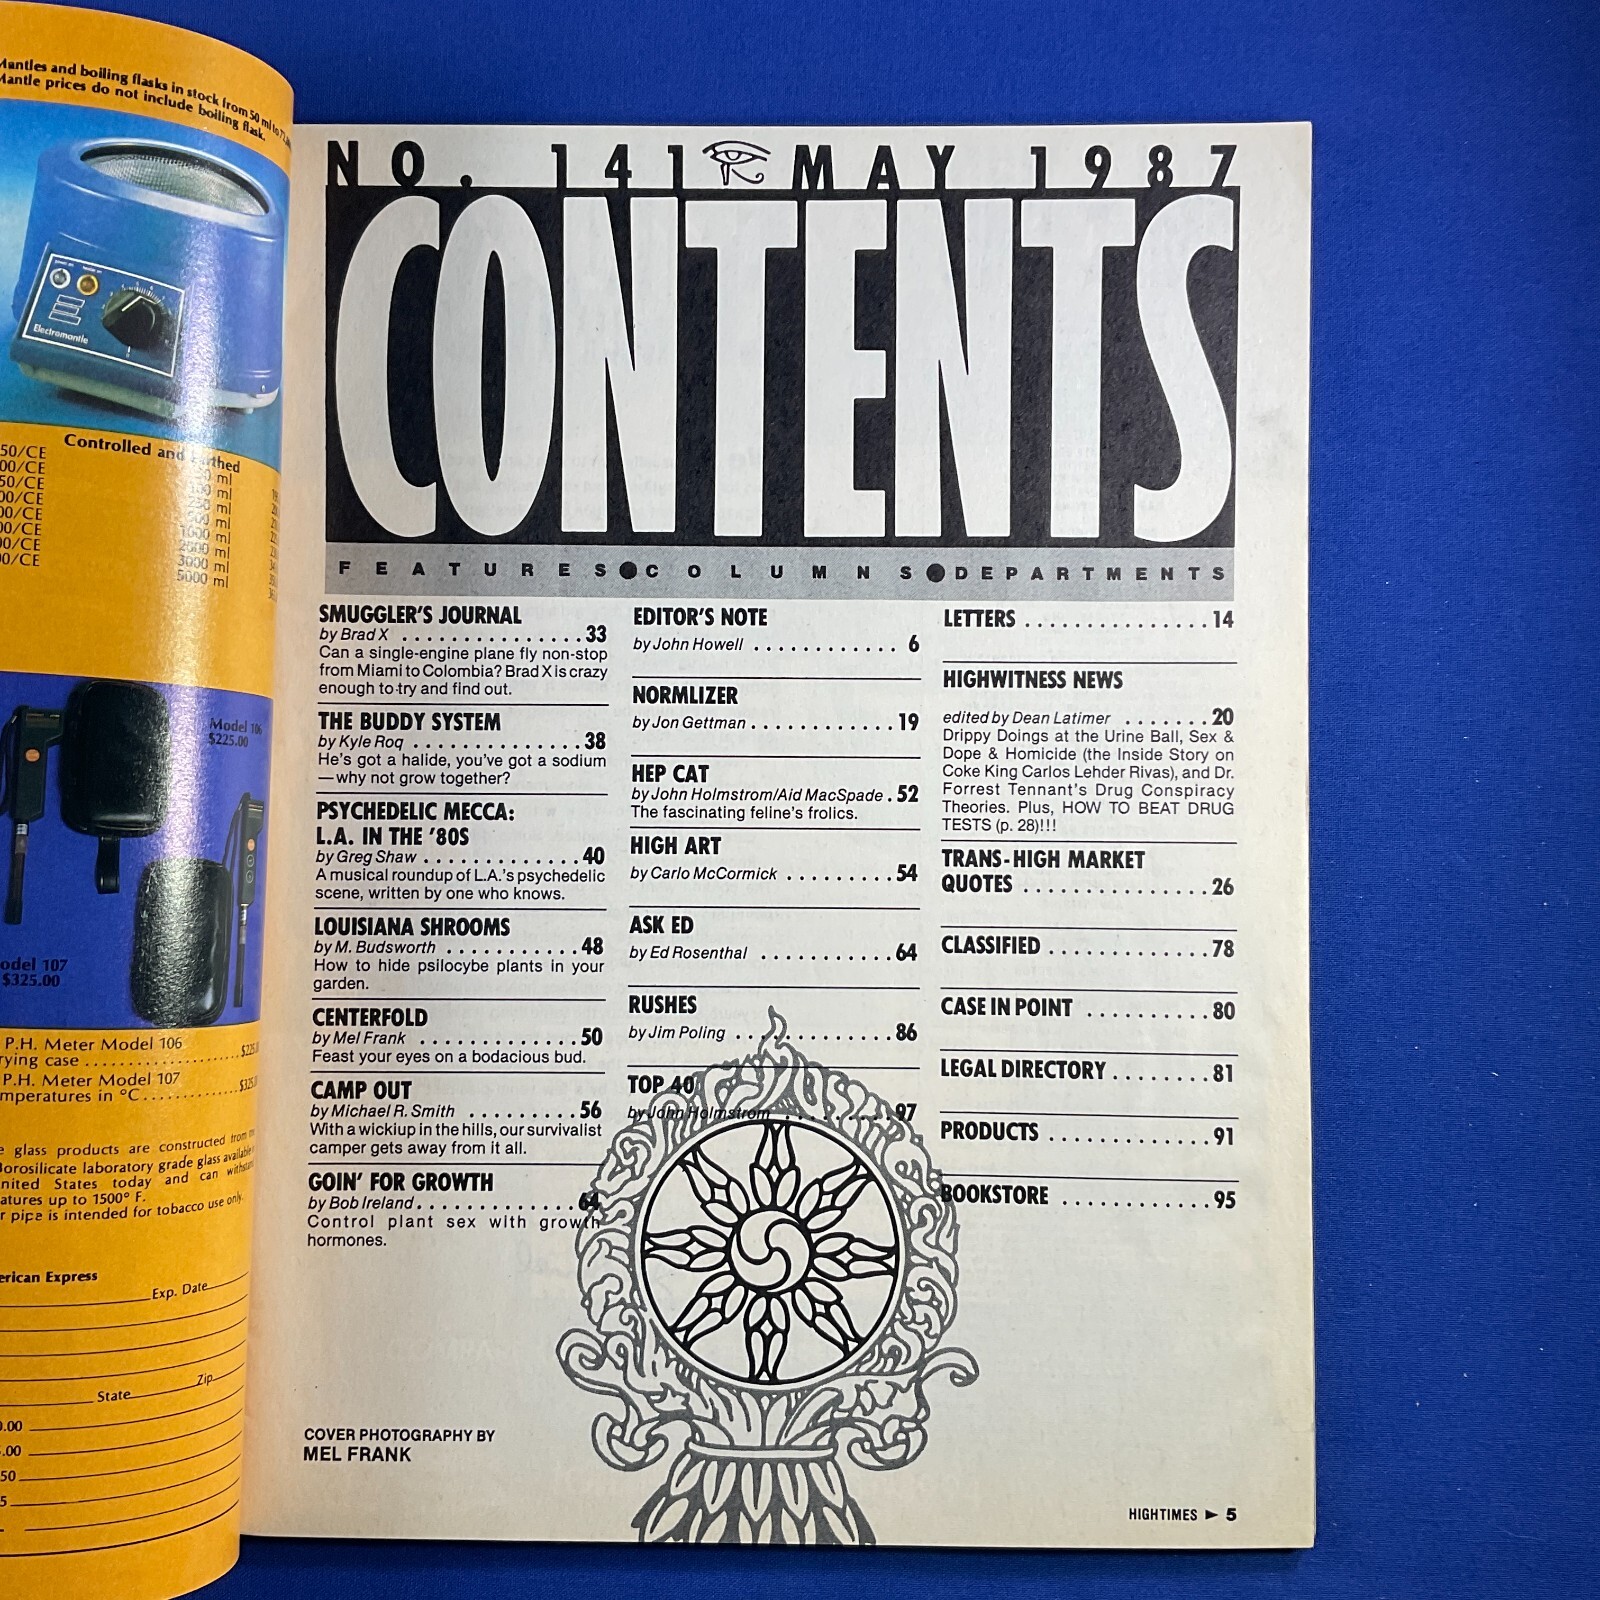 Mantles and boiling flasks in stock from 50 ml to
Mantle prices do not include boiling flask.
Electromantle
Controlled and Earthed
50/CE
00/CE
50/CE
00/CE
00/CE
00/CE
00/CE
00/CE
1000 ml
2000 ml
3000 ml
5000 ml
Model 106
$225.00
odel 107
$325.00
P.H. Meter Model 106
rying case
P.H. Meter Model 107
mperatures in °C
e glass products are constructed from
Borosilicate laboratory grade glass available
nited States today and can
atures up to 1500° F.
r pipe is intended for tobacco use only.
erican Express
Exp. Date
State Zip
NO. 141 MAY 1987
CONTENTS
FEATURES●COLUMNS●DEPARTMENTS
SMUGGLER'S JOURNAL
by Brad X ............... 33
Can a single-engine plane fly non-stop
from Miami to Colombia? Brad X is crazy
enough to try and find out.
THE BUDDY SYSTEM
by Kyle Roq ............. 38
He's got a halide, you've got a sodium
—why not grow together?
PSYCHEDELIC MECCA:
L.A. IN THE '80S
by Greg Shaw ............. 40
A musical roundup of L.A.'s psychedelic
scene, written by one who knows.
LOUISIANA SHROOMS
by M. Budsworth .......... 48
How to hide psilocybe plants in your
garden.
CENTERFOLD
by Mel Frank ............. 50
Feast your eyes on a bodacious bud.
CAMP OUT
by Michael R. Smith ......... 56
With a wickiup in the hills, our survivalist
camper gets away from it all.
GOIN' FOR GROWTH
by Bob Ireland ............. 64
Control plant sex with growth
hormones.
COVER PHOTOGRAPHY BY
MEL FRANK
EDITOR'S NOTE
by John Howell ............ 6
NORMLIZER
by Jon Gettman ............. 19
HEP CAT
by John Holmstrom/Aid MacSpade . 52
The fascinating feline's frolics.
HIGH ART
by Carlo McCormick ......... 54
ASK ED
by Ed Rosenthal ............ 64
RUSHES
by Jim Poling ............. 86
TOP 40
by John Holmstrom ......... 97
LETTERS ............... 14
HIGHWITNESS NEWS
edited by Dean Latimer ....... 20
Drippy Doings at the Urine Ball, Sex &
Dope & Homicide (the Inside Story on
Coke King Carlos Lehder Rivas), and Dr.
Forrest Tennant's Drug Conspiracy
Theories. Plus, HOW TO BEAT DRUG
TESTS (p. 28)!!!
TRANS-HIGH MARKET
QUOTES ............... 26
CLASSIFIED ............. 78
CASE IN POINT ........... 80
LEGAL DIRECTORY ....... 81
PRODUCTS ............. 91
BOOKSTORE ............ 95
HIGHTIMES ► 5